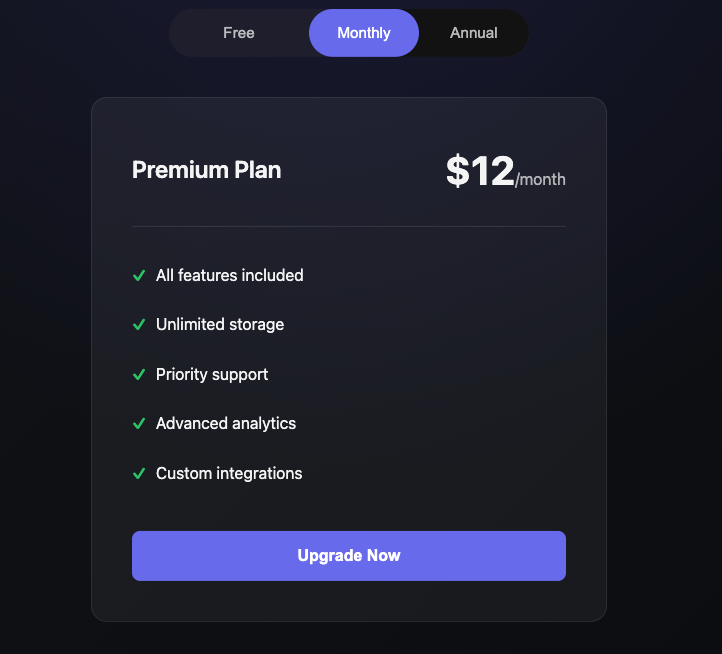 Free Monthly Annual
Premium Plan $12/month
All features included
Unlimited storage
Priority support
Advanced analytics
Custom integrations
Upgrade Now